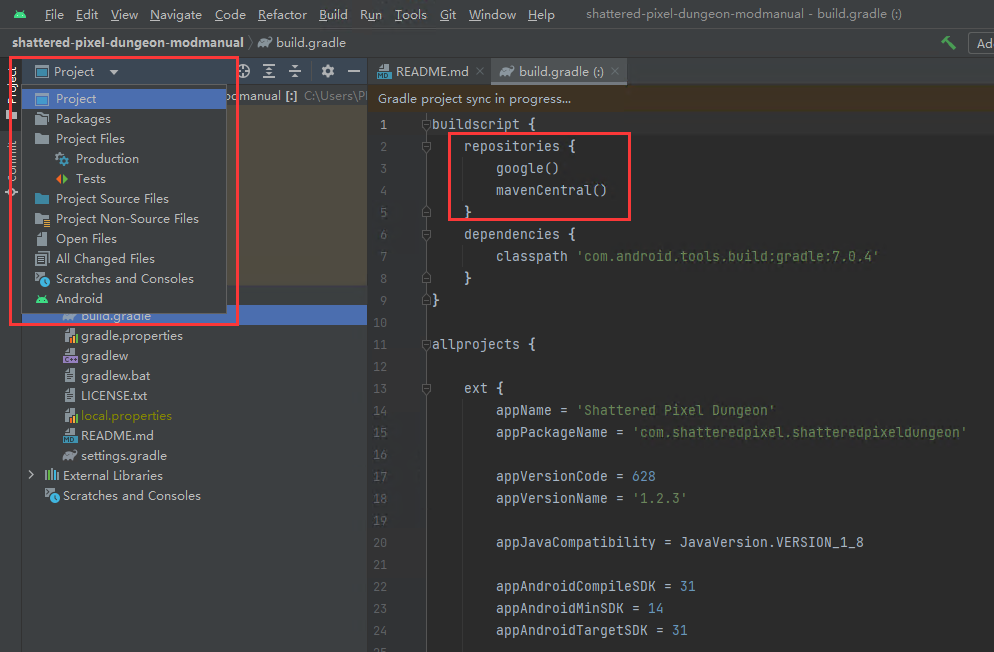 File Edit View Navigate Code Refactor Build Run Tools Git Window Help shattered-pixel-dungeon-modmanual - build.gradle (:)
shattered-pixel-dungeon-modmanual build.gradle
Project
Project
Project
Packages
Project Files
Production
Tests
Project Source Files
Project Non-Source Files
Open Files
All Changed Files
Scratches and Consoles
Android
build.gradle
gradle.properties
gradlew
gradlew.bat
LICENSE.txt
local.properties
README.md
settings.gradle
External Libraries
Scratches and Consoles
README.md build.gradle (:)
Gradle project sync in progress...
1 buildscript {
2 repositories {
3 google()
4 mavenCentral()
5 }
6 dependencies {
7 classpath 'com.android.tools.build:gradle:7.0.4'
8 }
9 }
10
11 allprojects {
12
13 ext {
14 appName = 'Shattered Pixel Dungeon'
15 appPackageName = 'com.shatteredpixel.shatteredpixeldungeon'
16
17 appVersionCode = 628
18 appVersionName = '1.2.3'
19
20 appJavaCompatibility = JavaVersion.VERSION_1_8
21
22 appAndroidCompileSDK = 31
23 appAndroidMinSDK = 14
24 appAndroidTargetSDK = 31